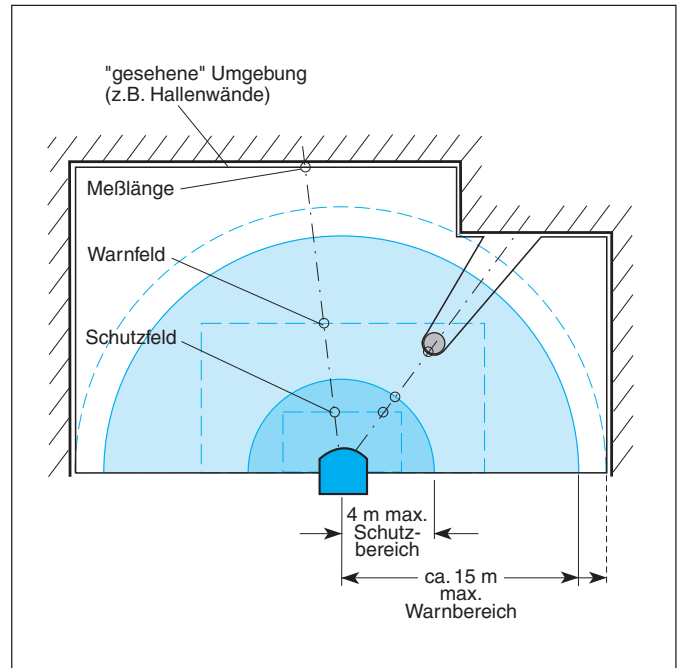 "gesehene" Umgebung
(z.B. Hallenwände)
Meßlänge
Warnfeld
Schutzfeld
4 m max.
Schutz-
bereich
ca. 15 m
max.
Warnbereich